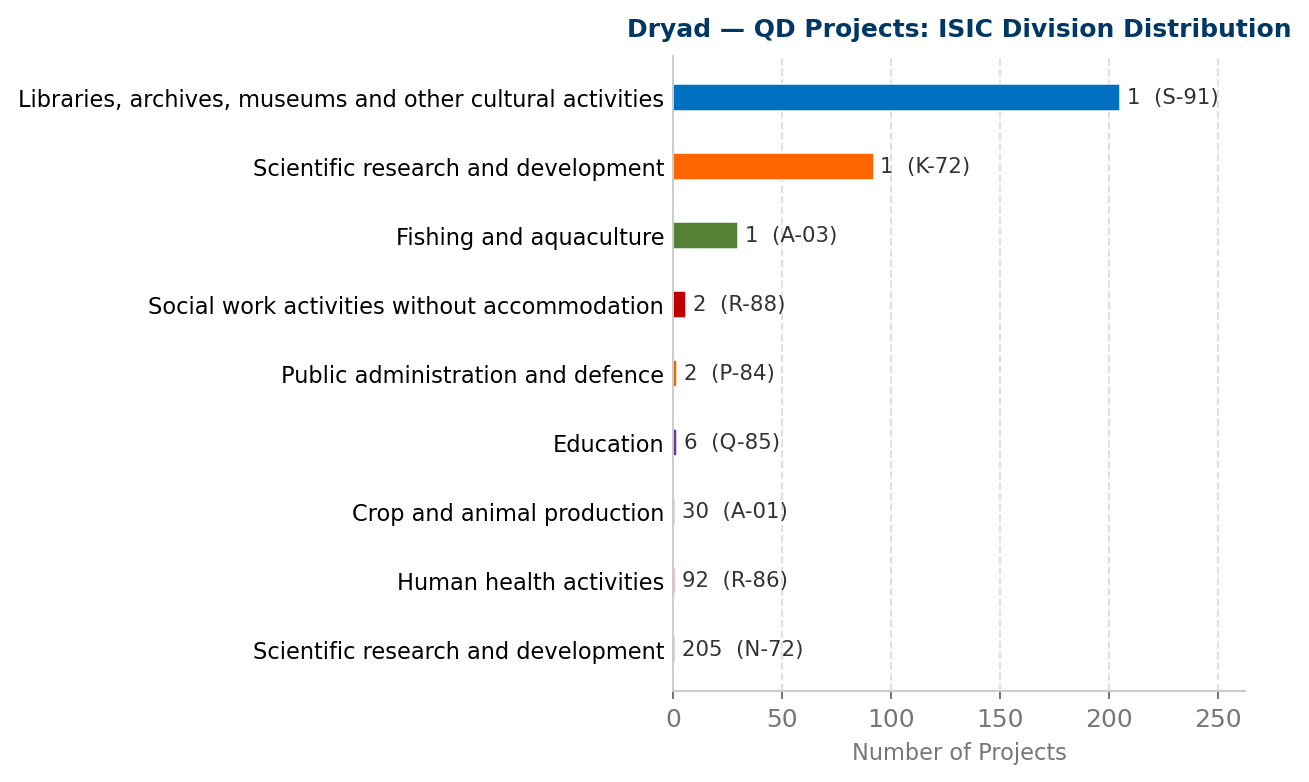 Dryad — QD Projects: ISIC Division Distribution
Libraries, archives, museums and other cultural activities 1 (S-91)
Scientific research and development 1 (K-72)
Fishing and aquaculture 1 (A-03)
Social work activities without accommodation 2 (R-88)
Public administration and defence 2 (P-84)
Education 6 (Q-85)
Crop and animal production 30 (A-01)
Human health activities 92 (R-86)
Scientific research and development 205 (N-72)
0 50 100 150 200 250
Number of Projects